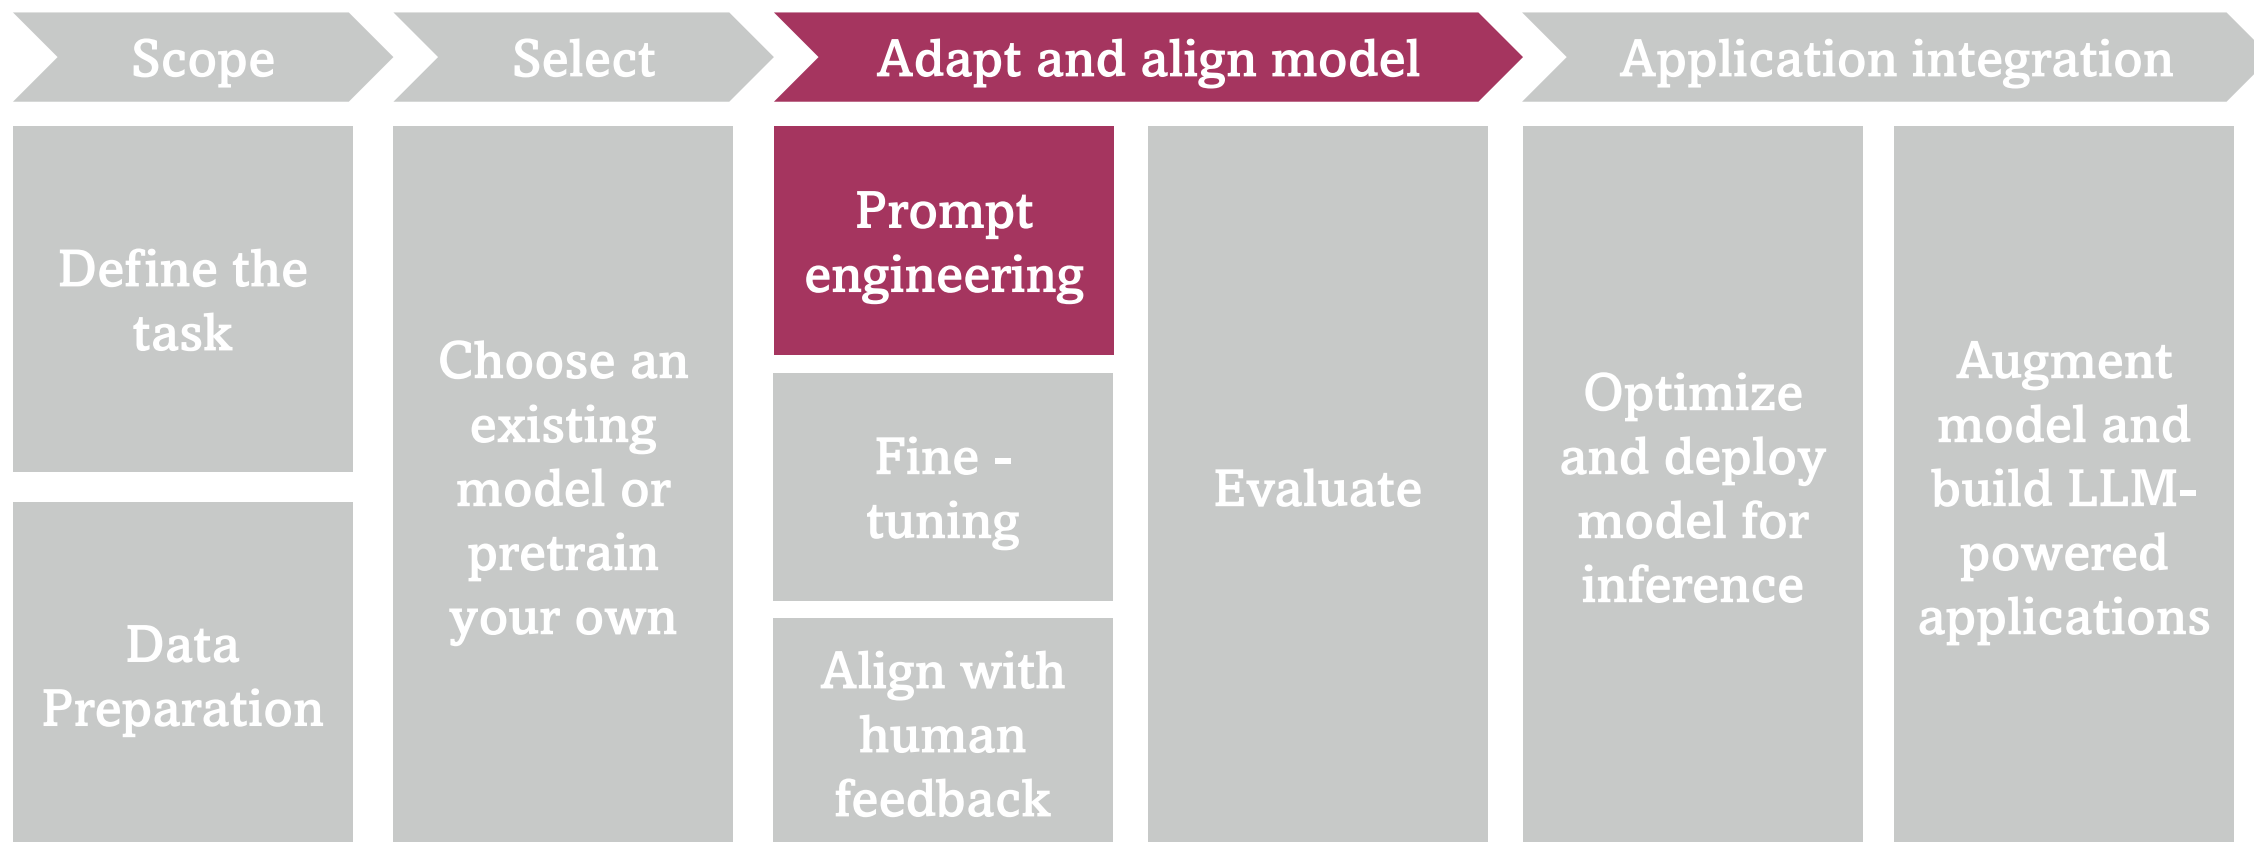 Scope
Select
Adapt and align model
Application integration
Define the
task
Data
Preparation
Choose an
existing
model or
pretrain
your own
Prompt
engineering
Fine -
tuning
Align with
human
feedback
Evaluate
Optimize
and deploy
model for
inference
Augment
model and
build LLM-
powered
applications